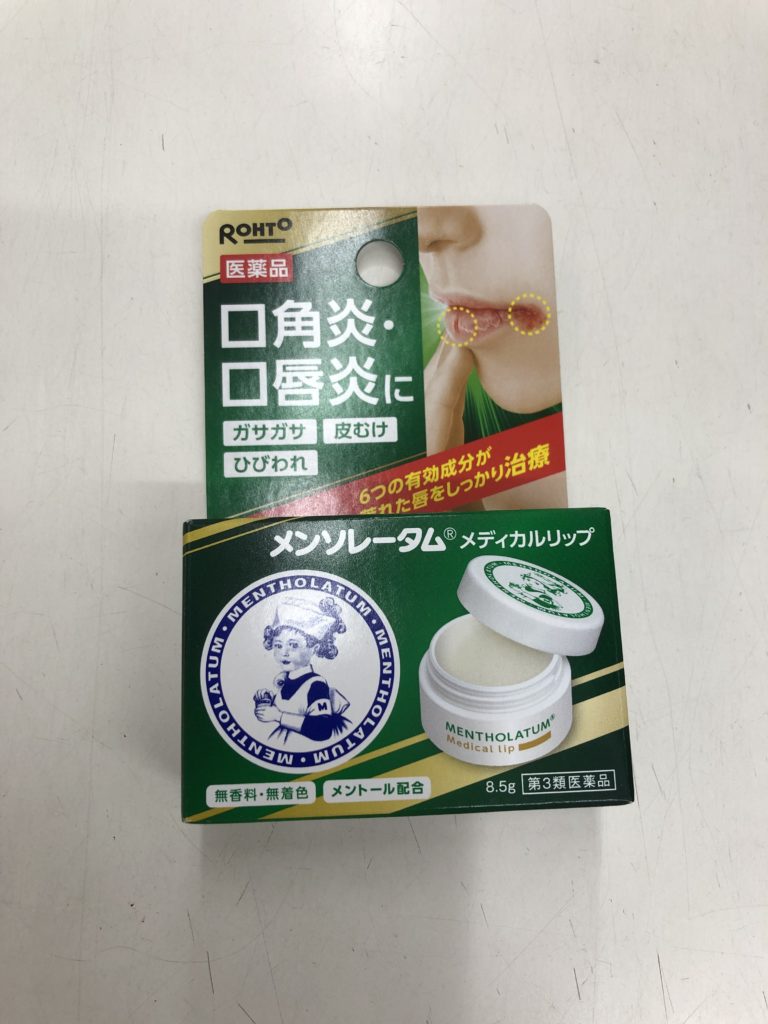 ROHTO
医薬品
口角炎・
口唇炎に
ガサガサ 皮むけ
ひびわれ
6つの有効成分が
荒れた唇をしっかり治療
メンソレータム® メディカルリップ
MENTHOLATUM・MENTHOLATUM・MENTHOLATUM・MENTHOLATUM・
M
MENTHOLATUM®
Medical lip
無香料・無着色 メントール配合 8.5g 第3類医薬品